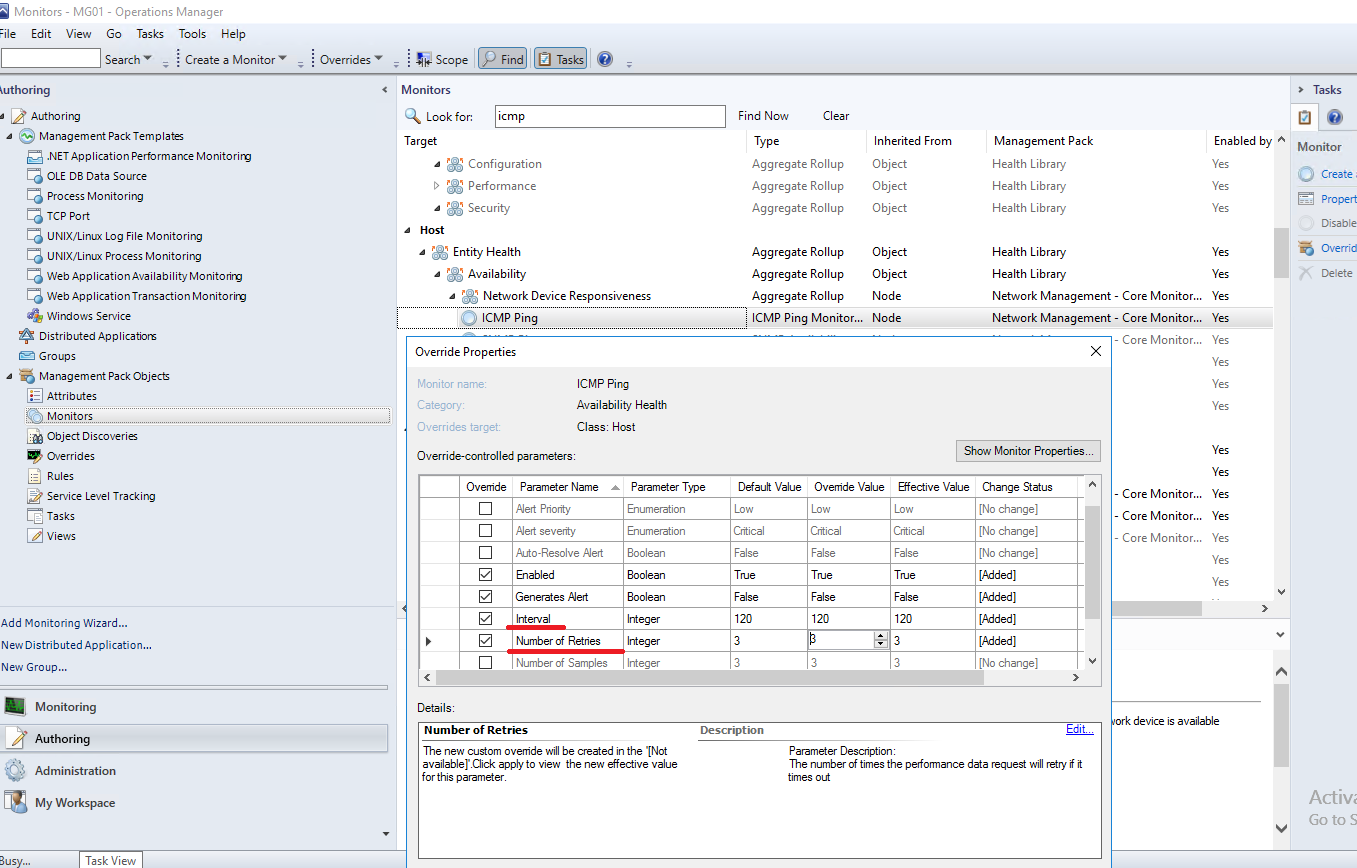 Monitors - MG01 - Operations Manager
File Edit View Go Tasks Tools Help
Search Create a Monitor Overrides Scope Find Tasks
Authoring
Authoring
Management Pack Templates
.NET Application Performance Monitoring
OLE DB Data Source
Process Monitoring
TCP Port
UNIX/Linux Log File Monitoring
UNIX/Linux Process Monitoring
Web Application Availability Monitoring
Web Application Transaction Monitoring
Windows Service
Distributed Applications
Groups
Management Pack Objects
Attributes
Monitors
Object Discoveries
Overrides
Rules
Service Level Tracking
Tasks
Views
Add Monitoring Wizard...
New Distributed Application...
New Group...
Monitoring
Authoring
Administration
My Workspace
Busy...
Task View
Monitors
Look for: icmp Find Now Clear
Target Type Inherited From Management Pack Enabled by
Configuration Aggregate Rollup Object Health Library Yes
Performance Aggregate Rollup Object Health Library Yes
Security Aggregate Rollup Object Health Library Yes
Host
Entity Health Aggregate Rollup Object Health Library Yes
Availability Aggregate Rollup Object Health Library Yes
Network Device Responsiveness Aggregate Rollup Node Network Management - Core Monitor... Yes
ICMP Ping ICMP Ping Monitor... Node Network Management - Core Monitor... Yes
- Core Monitor... Yes
Yes
Yes
Yes
Yes
Yes
- Core Monitor... Yes
- Core Monitor... Yes
- Core Monitor... Yes
Yes
Yes
Override Properties
Monitor name: ICMP Ping
Category: Availability Health
Overrides target: Class: Host
Show Monitor Properties...
Override-controlled parameters:
Override Parameter Name Parameter Type Default Value Override Value Effective Value Change Status
Alert Priority Enumeration Low Low Low [No change]
Alert severity Enumeration Critical Critical Critical [No change]
Auto-Resolve Alert Boolean False False False [No change]
Enabled Boolean True True True [Added]
Generates Alert Boolean False False False [Added]
Interval Integer 120 120 120 [Added]
Number of Retries Integer 3 3 3 [Added]
Number of Samples Integer 3 3 3 [No change]
Details:
Number of Retries Description Edit...
The new custom override will be created in the '[Not
available]'.Click apply to view the new effective value
for this parameter.
Parameter Description:
The number of times the performance data request will retry if it
times out
work device is available
Tasks
Monitor
Create a
Propert
Disable
Overrid
Delete
Activa
Go to S